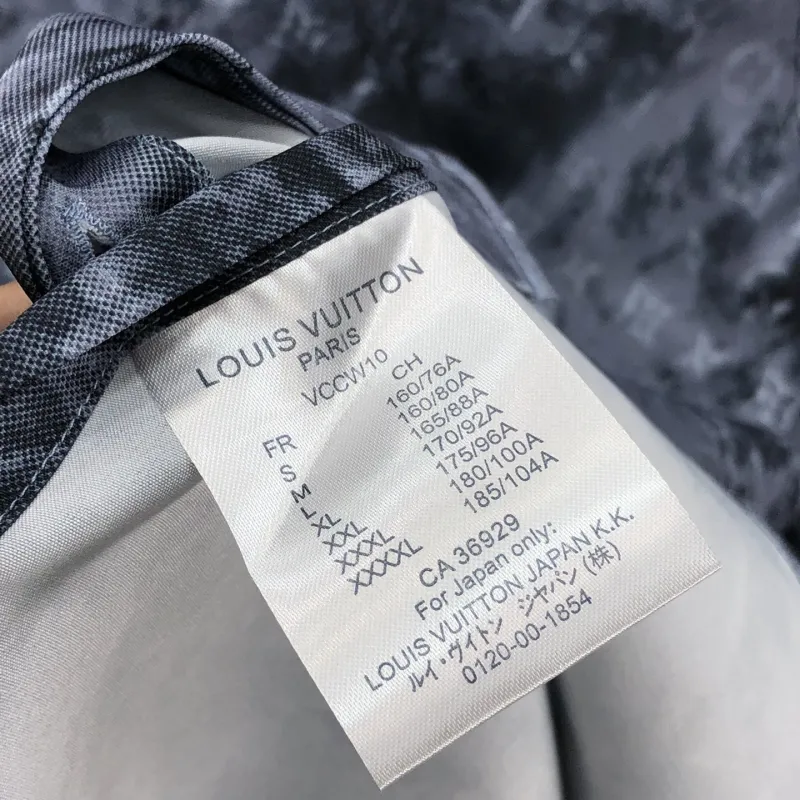 LOUIS VUITTON
PARIS
VCCW10
FR CH
S 160/76A
M 160/80A
L 165/88A
XL 170/92A
XXL 175/96A
XXXL 180/100A
XXXXL 185/104A
CA 36929
For Japan only:
LOUIS VUITTON JAPAN K.K.
ルイ・ヴィトン ジャパン (株)
0120-00-1854